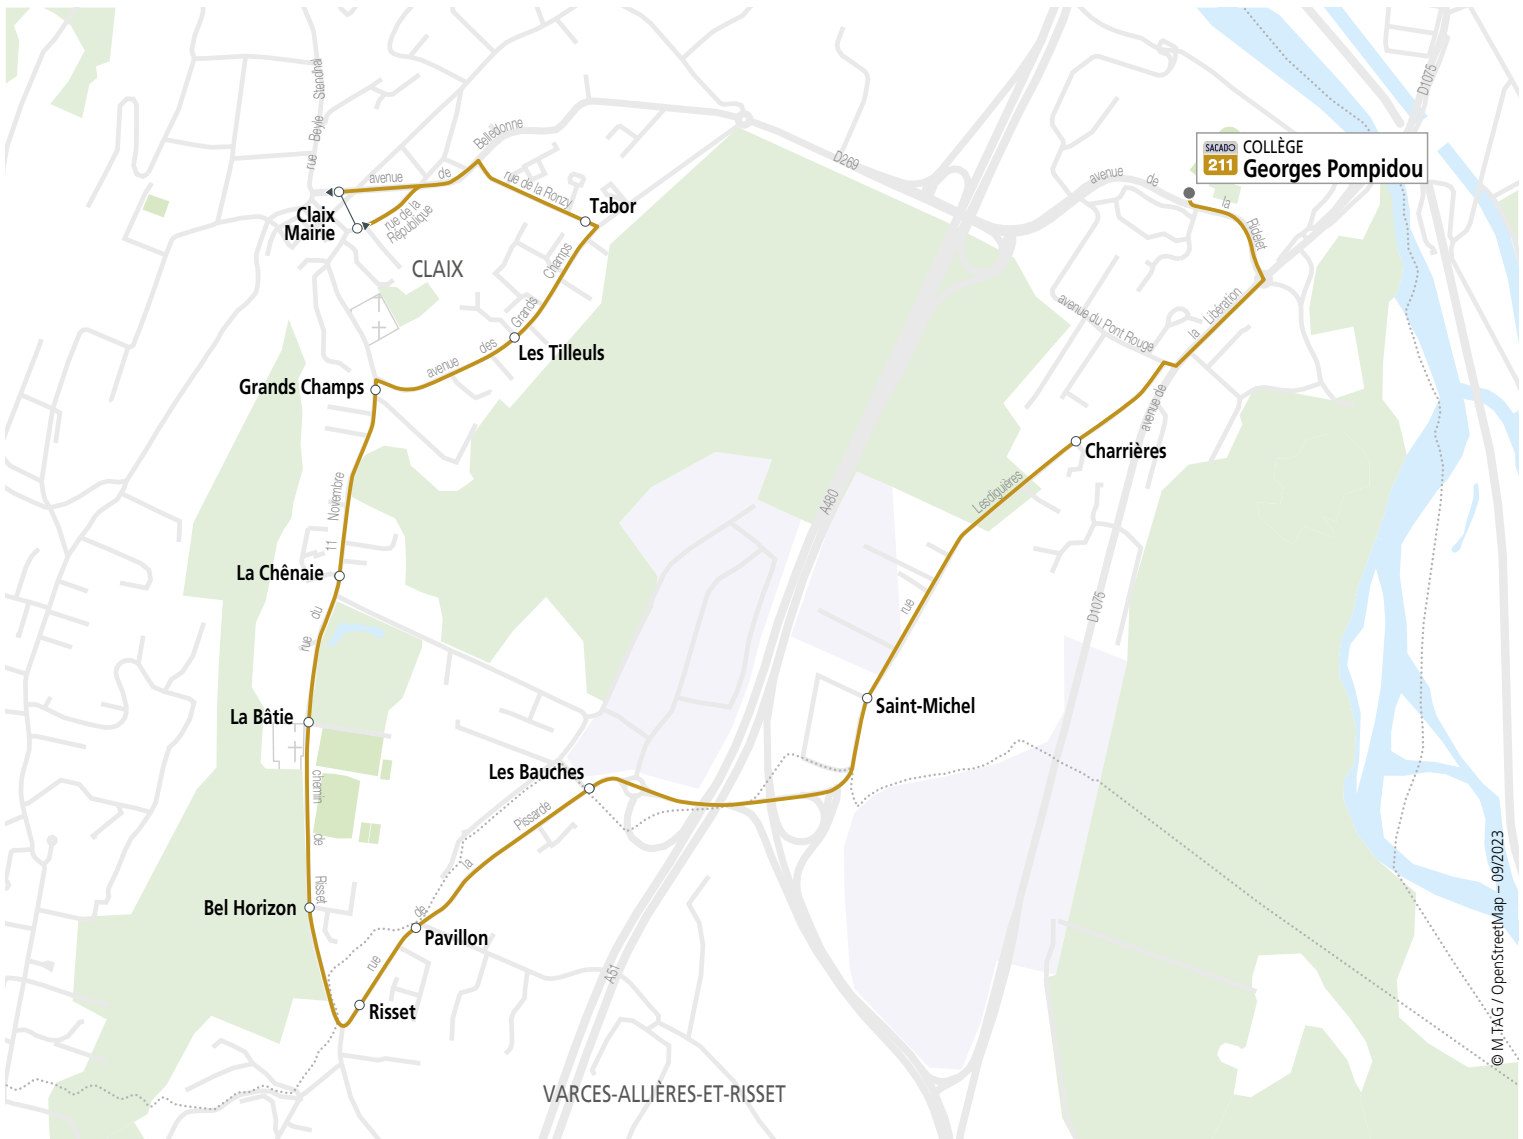 rue Beyle Stendhal
avenue de Belledonne
D269
D1075
SACADO
211
COLLÈGE
Georges Pompidou
avenue de la Ridelet
rue de la Ronzy
Tabor
Claix
Mairie
rue de la
République
CLAIX
avenue des Grands Champs
Les Tilleuls
Grands Champs
avenue du Pont Rouge
avenue de la Libération
Charrières
rue Lesdiguières
A480
rue du 11 Novembre
La Chênaie
D1075
La Bâtie
Saint-Michel
Les Bauches
chemin de Risset
rue de la Pissarde
Bel Horizon
Pavillon
A51
Risset
VARCES-ALLIÈRES-ET-RISSET
© M.TAG / OpenStreetMap – 09/2023